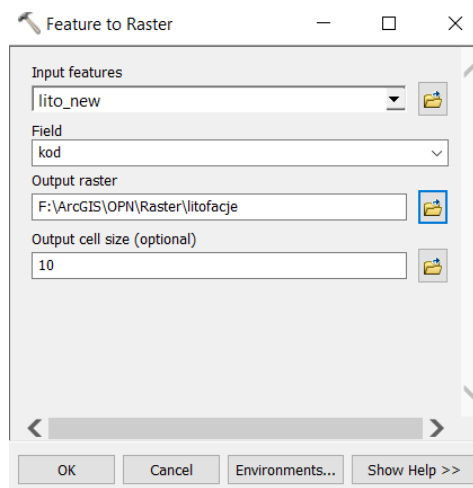 Feature to Raster
Input features
lito_new
Field
kod
Output raster
F:\ArcGIS\OPN\Raster\litofacje
Output cell size (optional)
10
OK Cancel Environments... Show Help >>